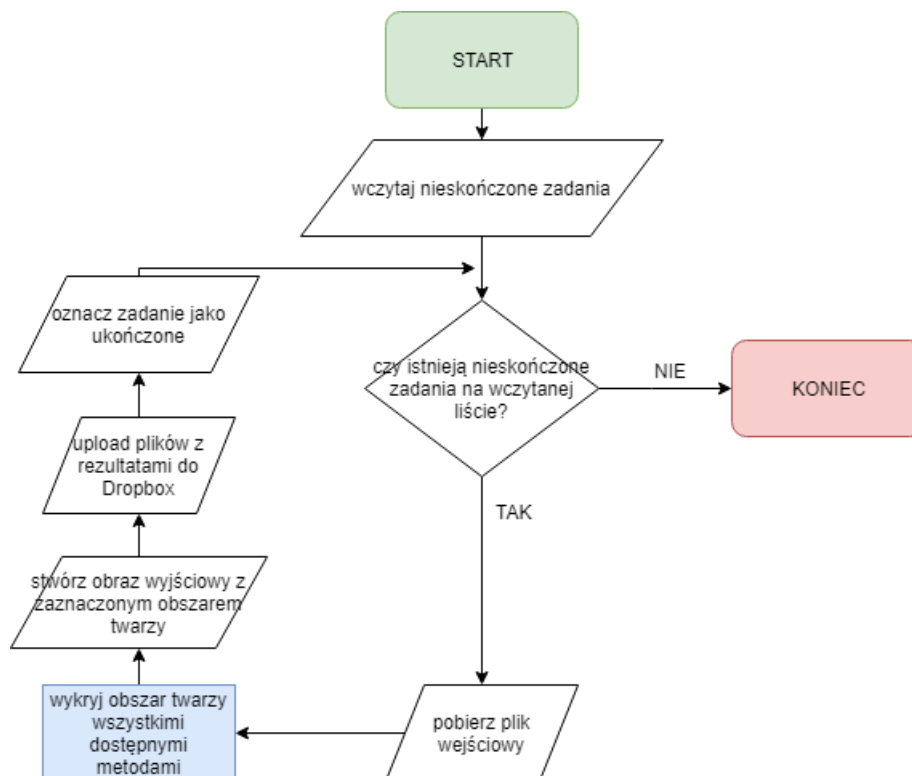 START
wczytaj nieskończone zadania
oznacz zadanie jako
ukończone
czy istnieją nieskończone
zadania na wczytanej
liście?
NIE
KONIEC
upload plików z
rezultatami do
Dropbox
TAK
stwórz obraz wyjściowy z
zaznaczonym obszarem
twarzy
wykryj obszar twarzy
wszystkimi
dostępnymi
metodami
pobierz plik
wejściowy